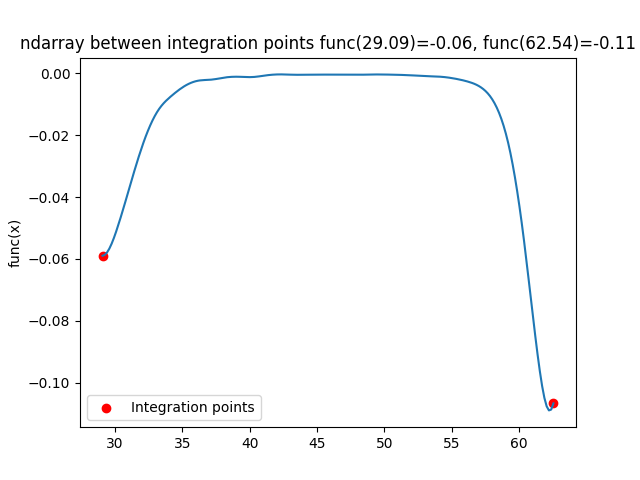 ndarray between integration points func(29.09)=-0.06, func(62.54)=-0.11
0.00
−0.02
−0.04
−0.06
−0.08
−0.10
func(x)
Integration points
30 35 40 45 50 55 60